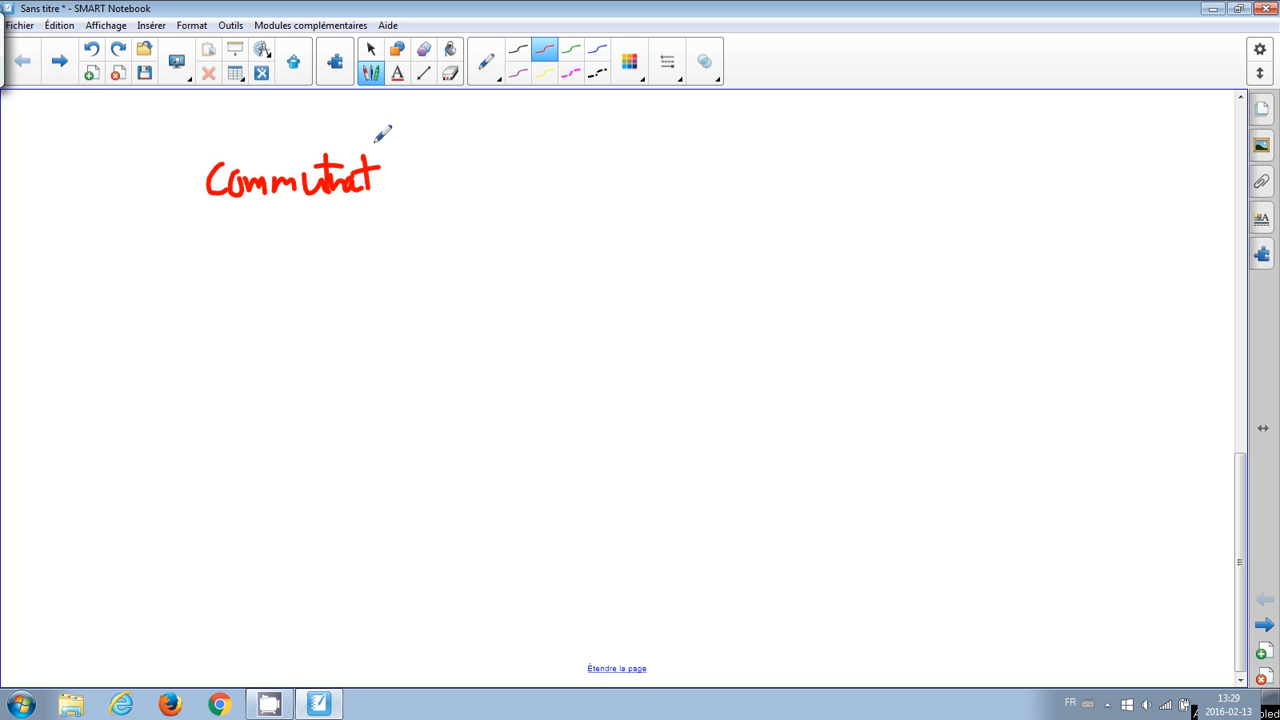 Sans titre * - SMART Notebook
Fichier Édition Affichage Insérer Format Outils Modules complémentaires Aide
Commutat
Étendre la page
FR
13:29
2016-02-13